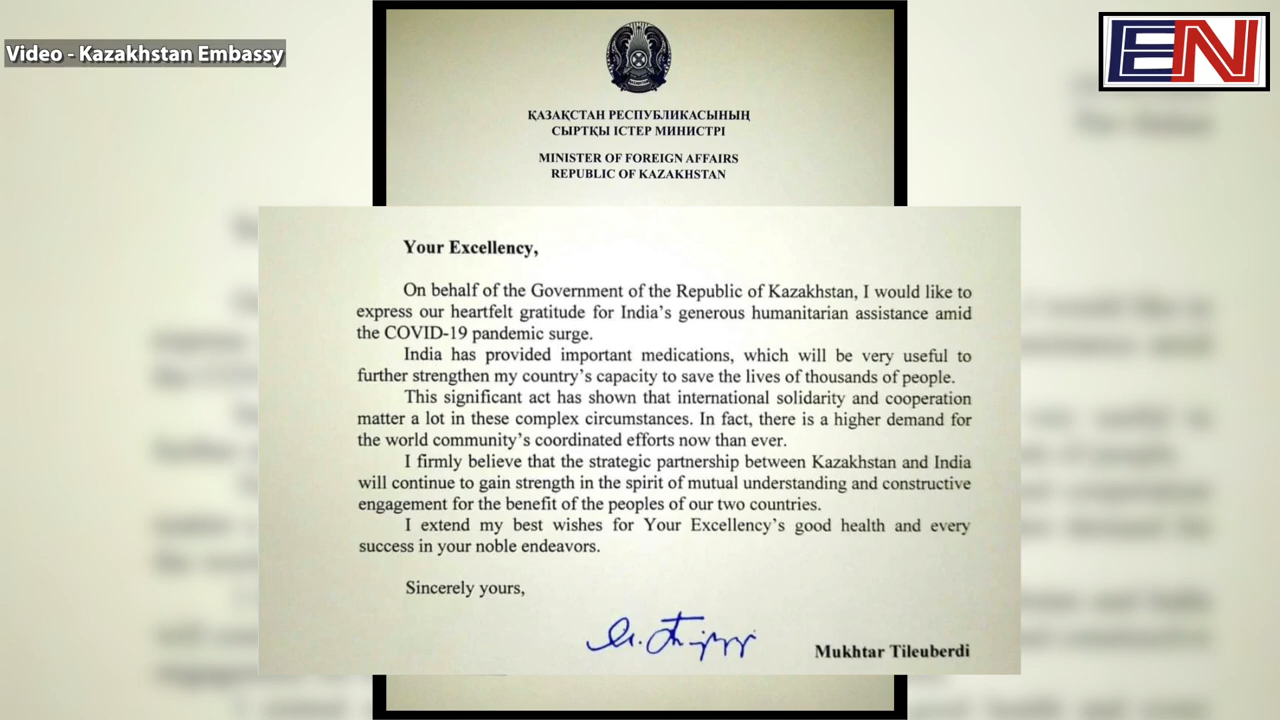 Video - Kazakhstan Embassy
EN
ҚАЗАҚСТАН РЕСПУБЛИКАСЫНЫҢ
СЫРТҚЫ ІСТЕР МИНИСТРІ
MINISTER OF FOREIGN AFFAIRS
REPUBLIC OF KAZAKHSTAN
Your Excellency,
On behalf of the Government of the Republic of Kazakhstan, I would like to
express our heartfelt gratitude for India's generous humanitarian assistance amid
the COVID-19 pandemic surge.
India has provided important medications, which will be very useful to
further strengthen my country's capacity to save the lives of thousands of people.
This significant act has shown that international solidarity and cooperation
matter a lot in these complex circumstances. In fact, there is a higher demand for
the world community's coordinated efforts now than ever.
I firmly believe that the strategic partnership between Kazakhstan and India
will continue to gain strength in the spirit of mutual understanding and constructive
engagement for the benefit of the peoples of our two countries.
I extend my best wishes for Your Excellency's good health and every
success in your noble endeavors.
Sincerely yours,
Mukhtar Tileuberdi